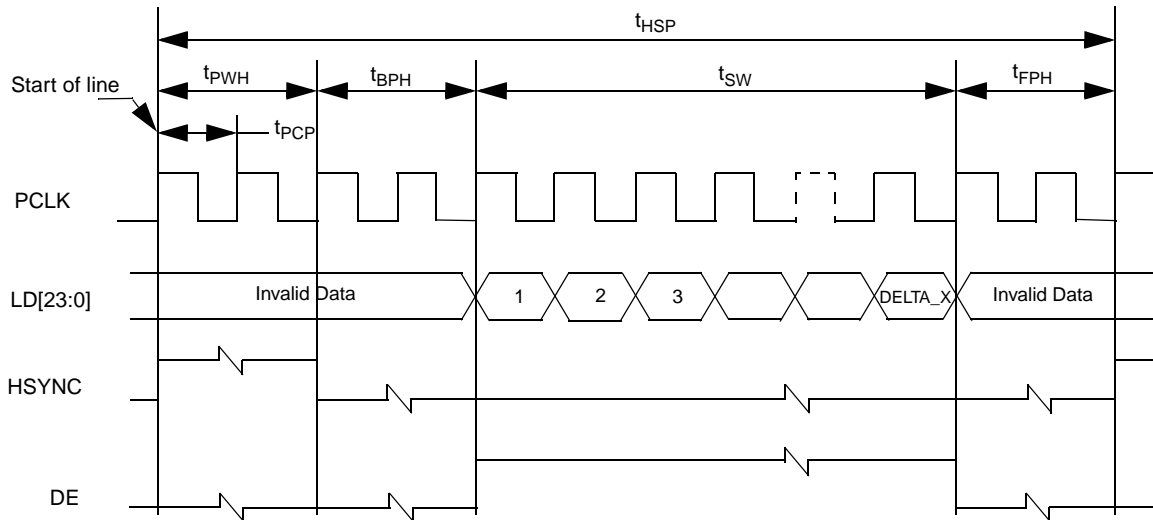 tHSP
tPWH
tBPH
tSW
tFPH
Start of line
tPCP
PCLK
LD[23:0]
Invalid Data
1
2
3
DELTA_X
Invalid Data
HSYNC
DE